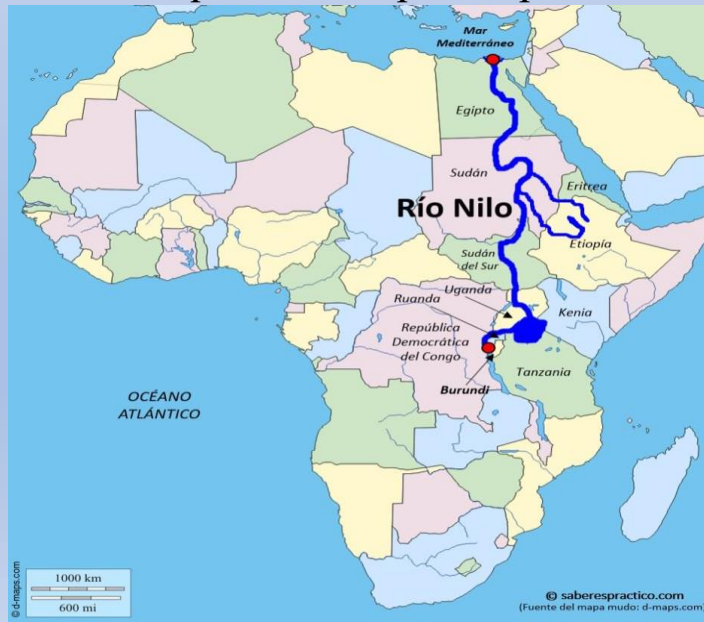 Mar
Mediterráneo
Egipto
Sudán
Eritrea
Río Nilo
Etiopía
Sudán
del Sur
Uganda
Ruanda
Kenia
República
Democrática
del Congo
Tanzania
Burundi
OCÉANO
ATLÁNTICO
1000 km
600 mi
© d-maps.com
© saberespractico.com
(Fuente del mapa mudo: d-maps.com)